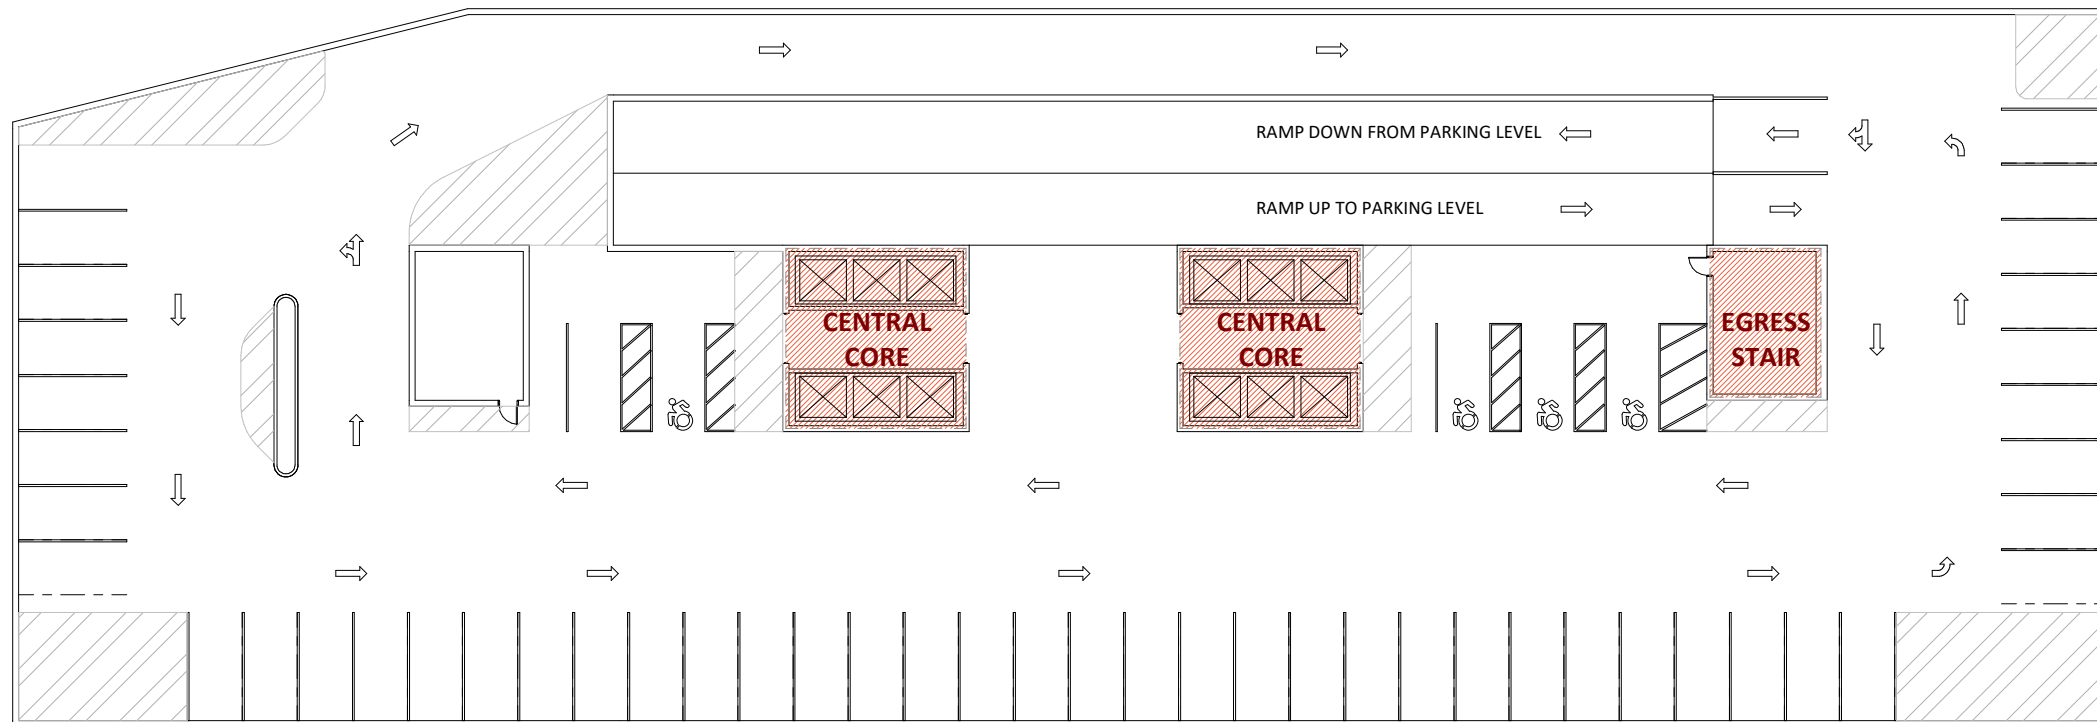 RAMP DOWN FROM PARKING LEVEL
RAMP UP TO PARKING LEVEL
CENTRAL
CORE
CENTRAL
CORE
EGRESS
STAIR